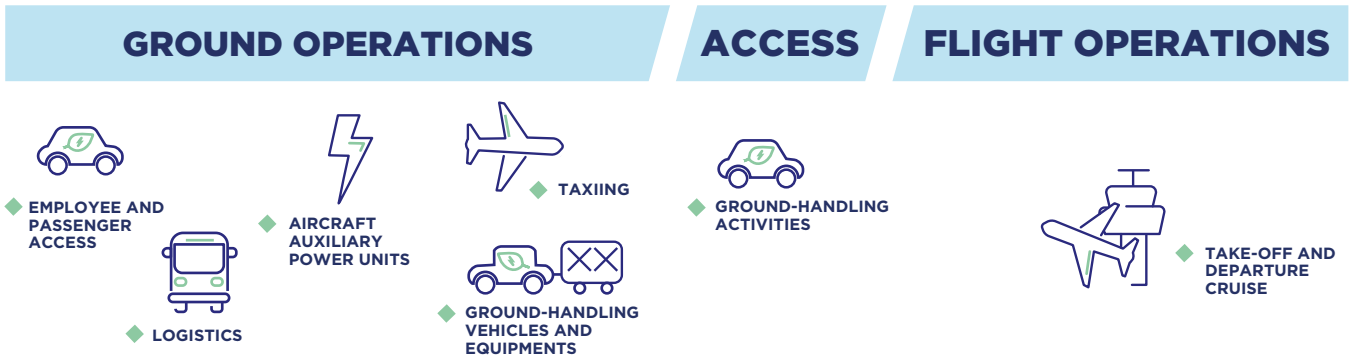 GROUND OPERATIONS
ACCESS
FLIGHT OPERATIONS
EMPLOYEE AND
PASSENGER
ACCESS
LOGISTICS
AIRCRAFT
AUXILIARY
POWER UNITS
TAXIING
GROUND-HANDLING
VEHICLES AND
EQUIPMENTS
GROUND-HANDLING
ACTIVITIES
TAKE-OFF AND
DEPARTURE
CRUISE